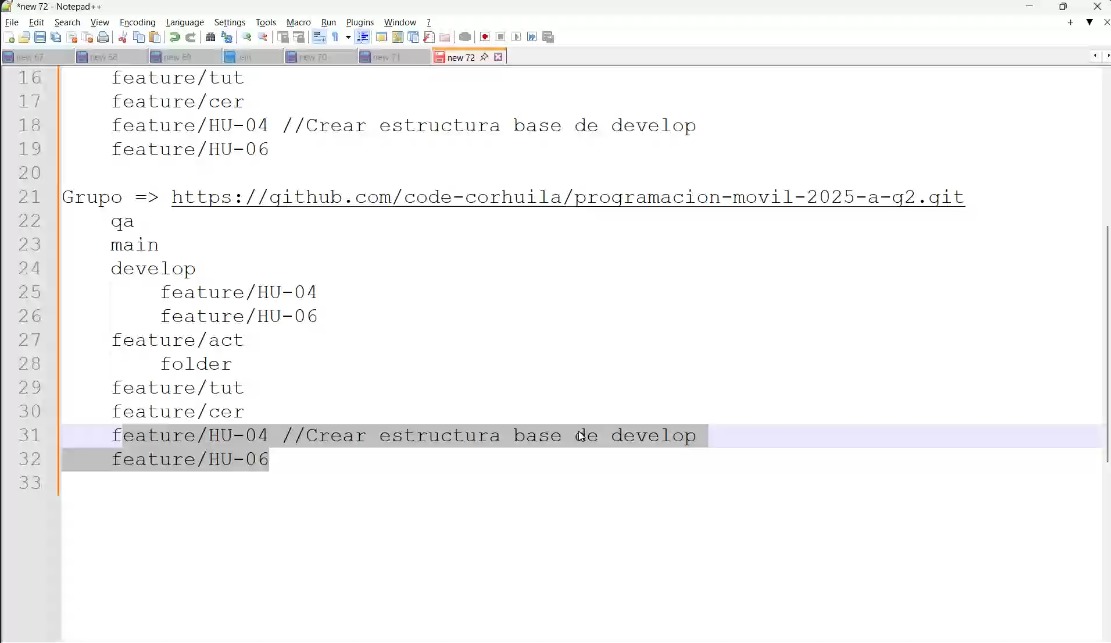 *new 72 - Notepad++
File Edit Search View Encoding Language Settings Tools Macro Run Plugins Window ?
new 67 new 68 new 69 new 70 new 71 new 72
16 feature/tut
17 feature/cer
18 feature/HU-04 //Crear estructura base de develop
19 feature/HU-06
20
21 Grupo => https://github.com/code-corhuila/programacion-movil-2025-a-g2.git
22 qa
23 main
24 develop
25 feature/HU-04
26 feature/HU-06
27 feature/act
28 folder
29 feature/tut
30 feature/cer
31 feature/HU-04 //Crear estructura base de develop
32 feature/HU-06
33